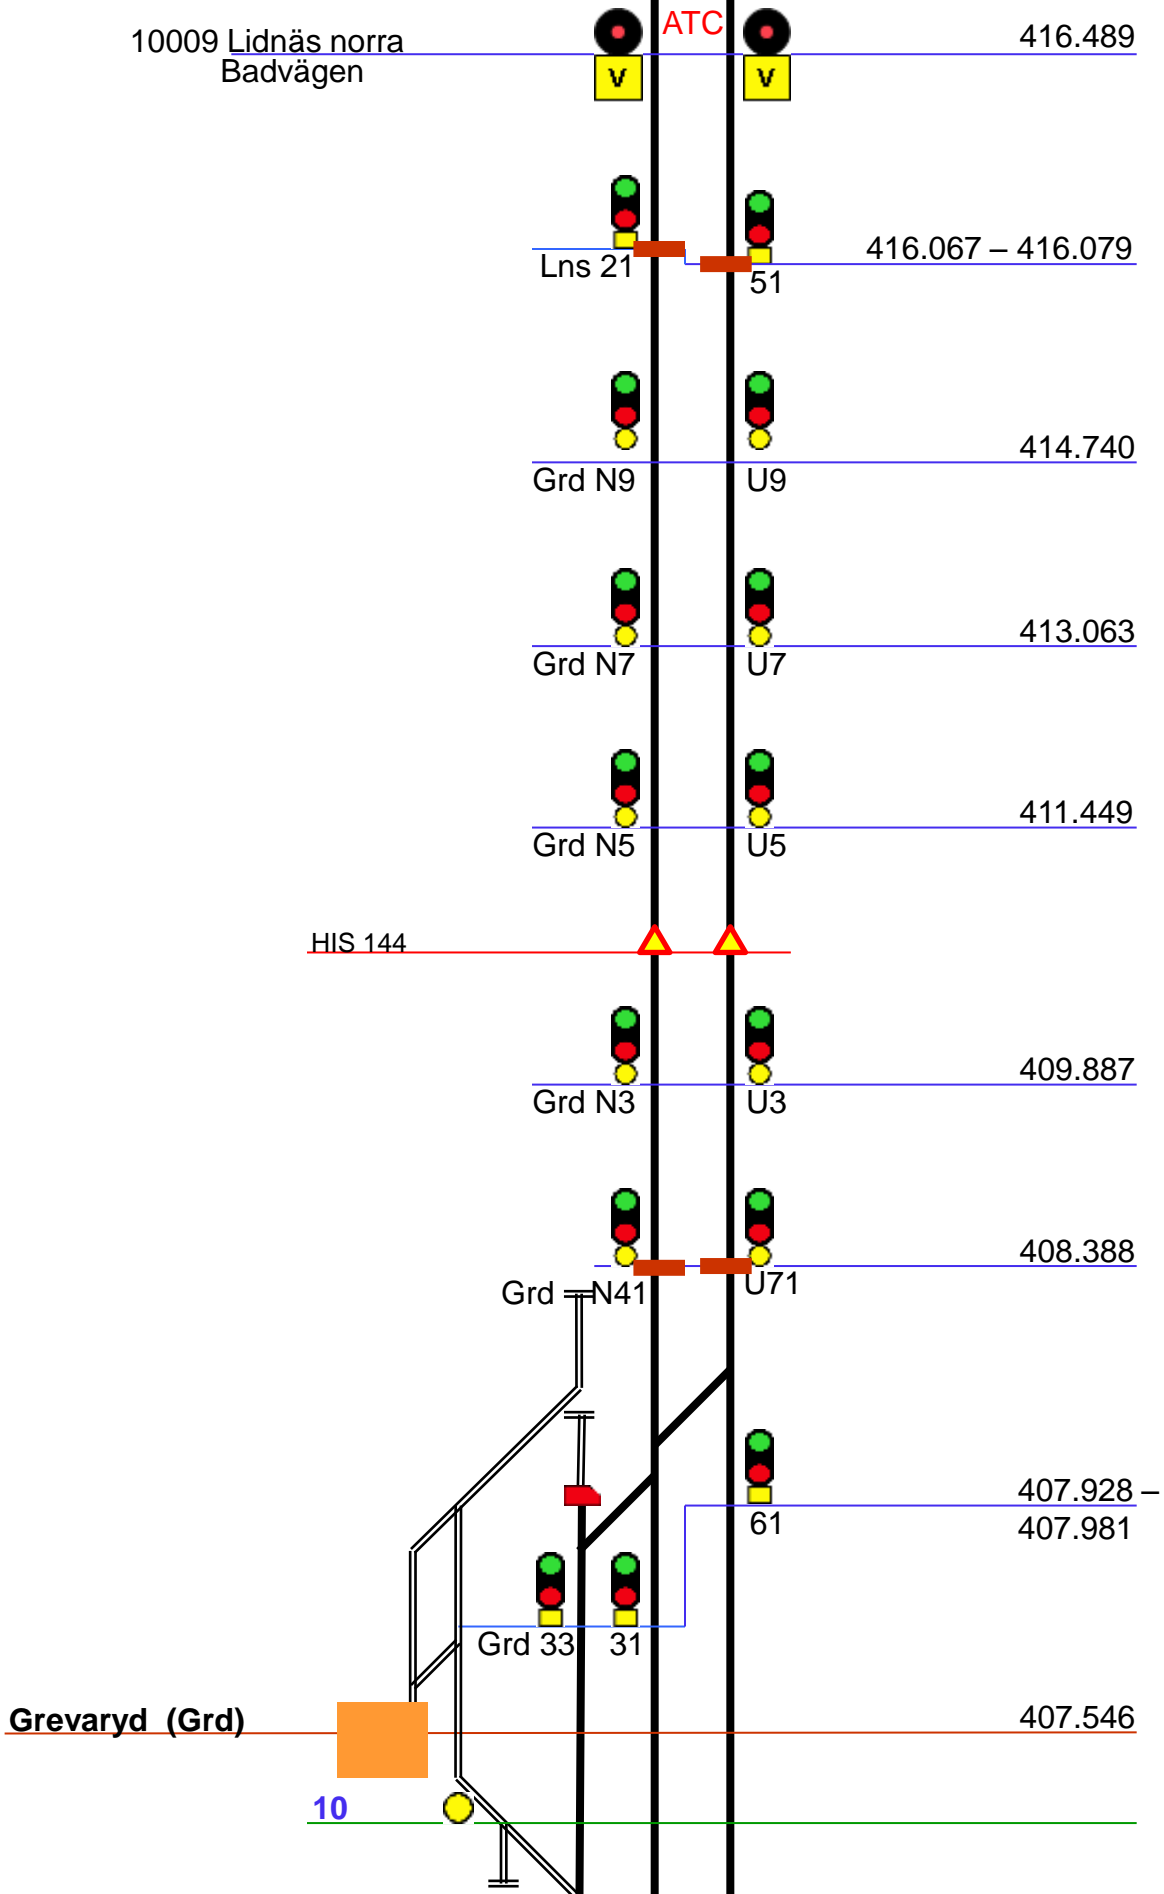 ATC
10009 Lidnäs norra
Badvägen
416.489
V V
416.067 – 416.079
Lns 21
51
414.740
Grd N9 U9
413.063
Grd N7 U7
411.449
Grd N5 U5
HIS 144
409.887
Grd N3 U3
408.388
Grd N41 U71
407.928 –
61
407.981
Grd 33 31
Grevaryd (Grd) 407.546
10